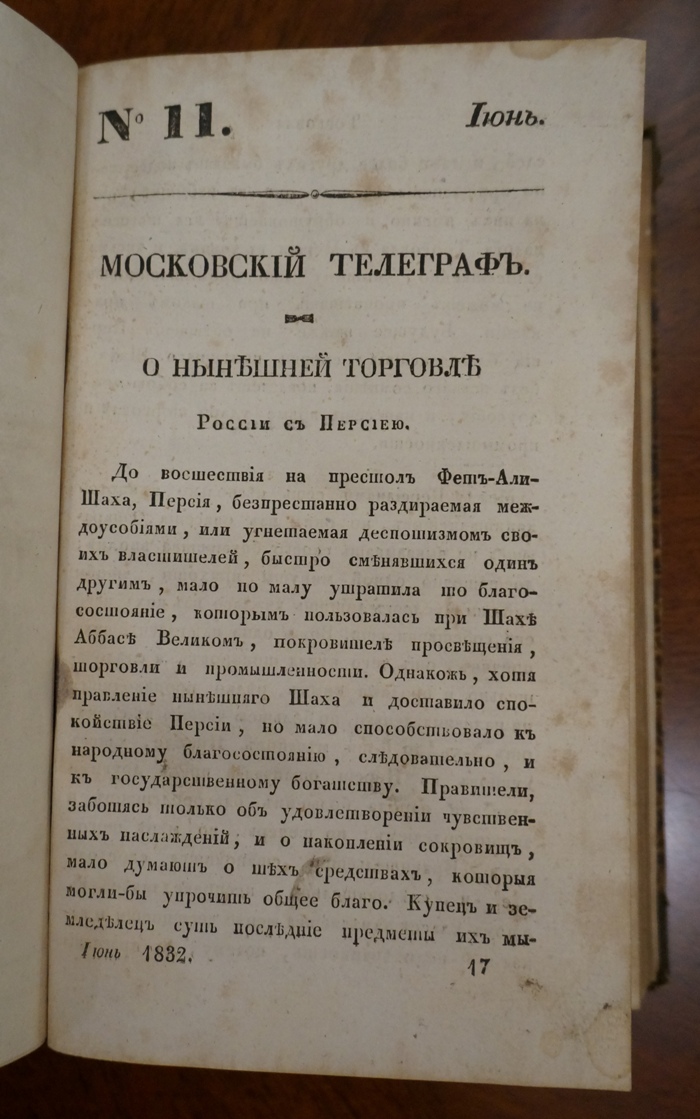 № 11.
Іюнь.
МОСКОВСКІЙ ТЕЛЕГРАФЪ.
О НЫНѢШНЕЙ ТОРГОВЛѢ
Россіи съ Персіею.
До восшествія на престолъ Фетъ-Али-
Шаха, Персія, безпрестанно раздираемая меж-
доусобіями, или угнетаемая деспотизмомъ сво-
ихъ властителей, быстро смѣнявшихся одинъ
другимъ, мало по малу утратила то благо-
состояніе, которымъ пользовалась при Шахѣ
Аббасѣ Великомъ, покровителѣ просвѣщенія,
торговли и промышленности. Однакожь, хотя
правленіе нынѣшняго Шаха и доставило спо-
койствіе Персіи, но мало способствовало къ
народному благосостоянію, слѣдовательно, и
къ государственному богатству. Правители,
заботясь только объ удовлетвореніи чувствен-
ныхъ наслажденій, и о накопленіи сокровищъ,
мало думаютъ о тѣхъ средствахъ, которыя
могли-бы упрочить общее благо. Купецъ и зе-
мледѣлецъ суть послѣдніе предметы ихъ мы-
Іюнь 1832.
17